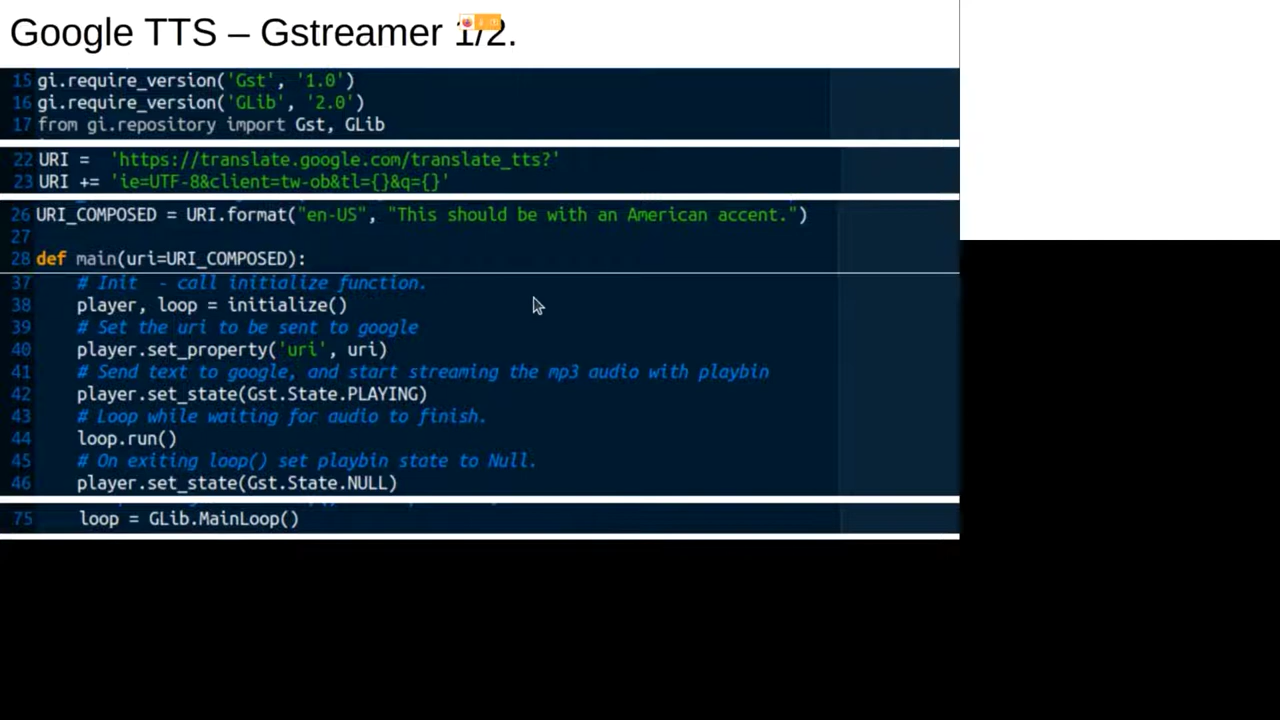 Google TTS – Gstreamer 1/2.
15 gi.require_version('Gst', '1.0')
16 gi.require_version('GLib', '2.0')
17 from gi.repository import Gst, GLib
22 URI =  'https://translate.google.com/translate_tts?'
23 URI += 'ie=UTF-8&client=tw-ob&tl={}&q={}'
26 URI_COMPOSED = URI.format("en-US", "This should be with an American accent.")
27
28 def main(uri=URI_COMPOSED):
37     # Init  - call initialize function.
38     player, loop = initialize()
39     # Set the uri to be sent to google
40     player.set_property('uri', uri)
41     # Send text to google, and start streaming the mp3 audio with playbin
42     player.set_state(Gst.State.PLAYING)
43     # Loop while waiting for audio to finish.
44     loop.run()
45     # On exiting loop() set playbin state to Null.
46     player.set_state(Gst.State.NULL)
75     loop = GLib.MainLoop()